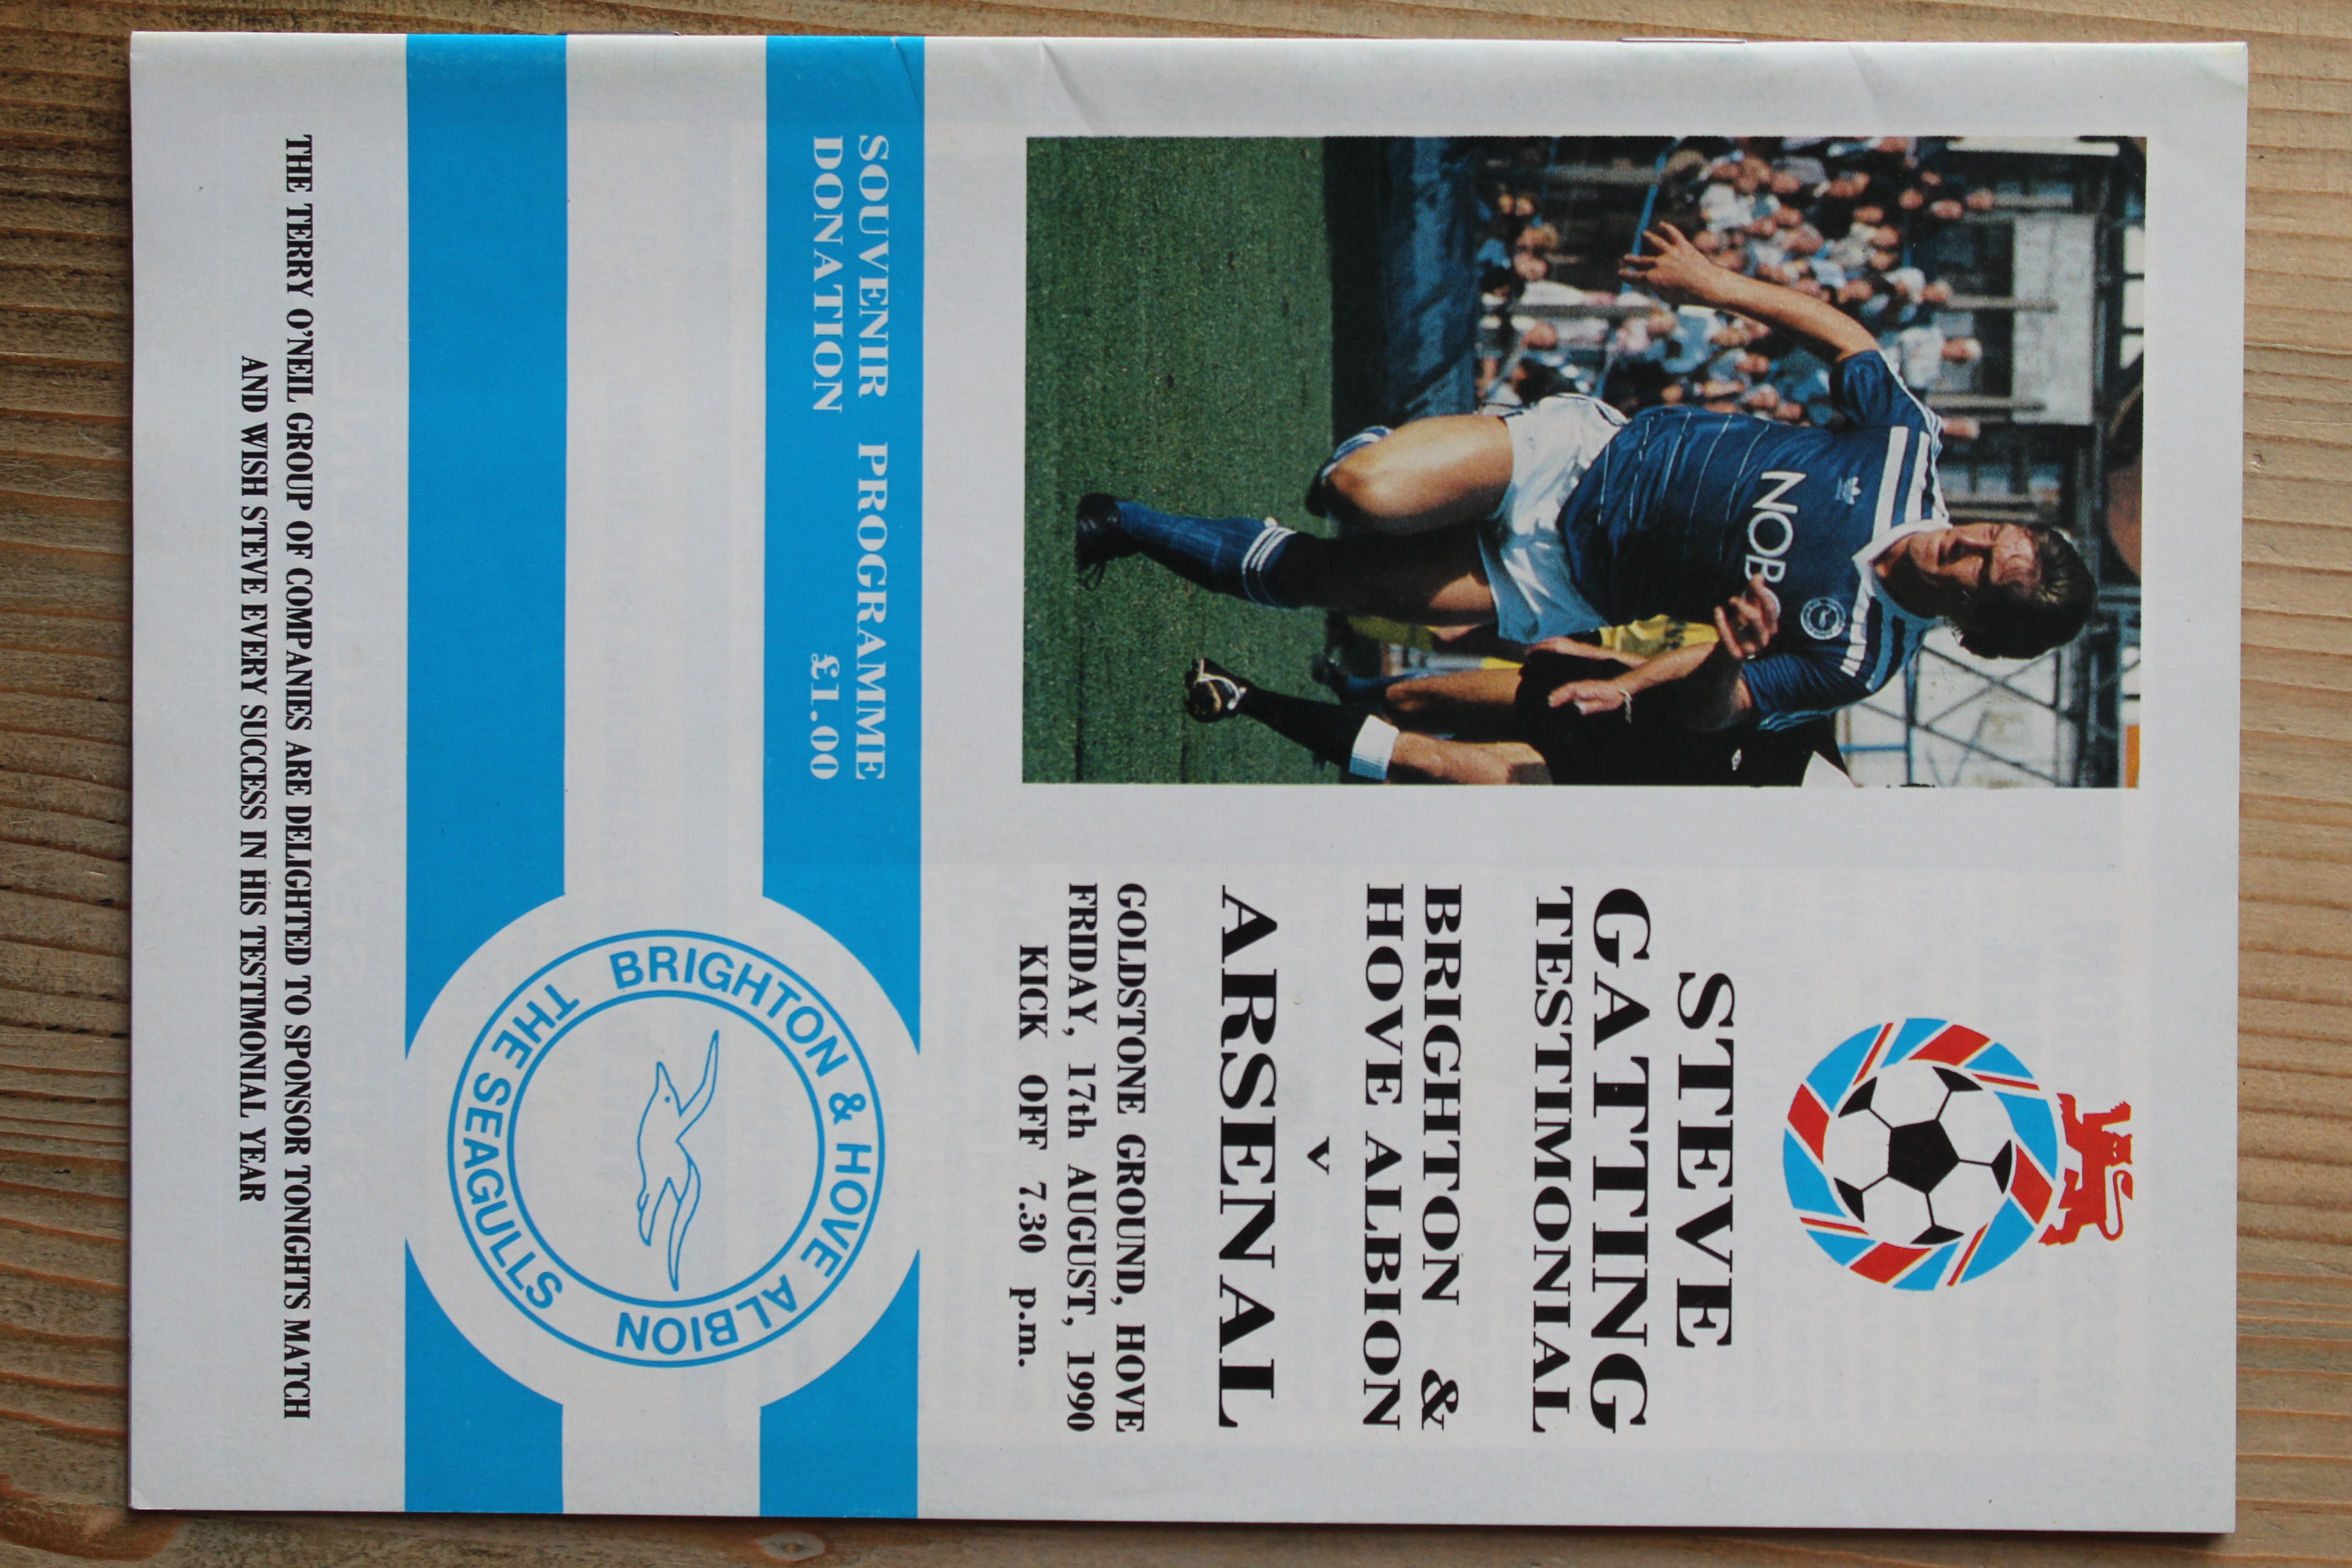 STEVE
GATTING
TESTIMONIAL
BRIGHTON &
HOVE ALBION
v
ARSENAL
GOLDSTONE GROUND, HOVE
FRIDAY, 17th AUGUST, 1990
KICK OFF 7.30 p.m.
NOB
SOUVENIR PROGRAMME
DONATION £1.00
BRIGHTON & HOVE ALBION
THE SEAGULLS
THE TERRY O'NEIL GROUP OF COMPANIES ARE DELIGHTED TO SPONSOR TONIGHTS MATCH
AND WISH STEVE EVERY SUCCESS IN HIS TESTIMONIAL YEAR